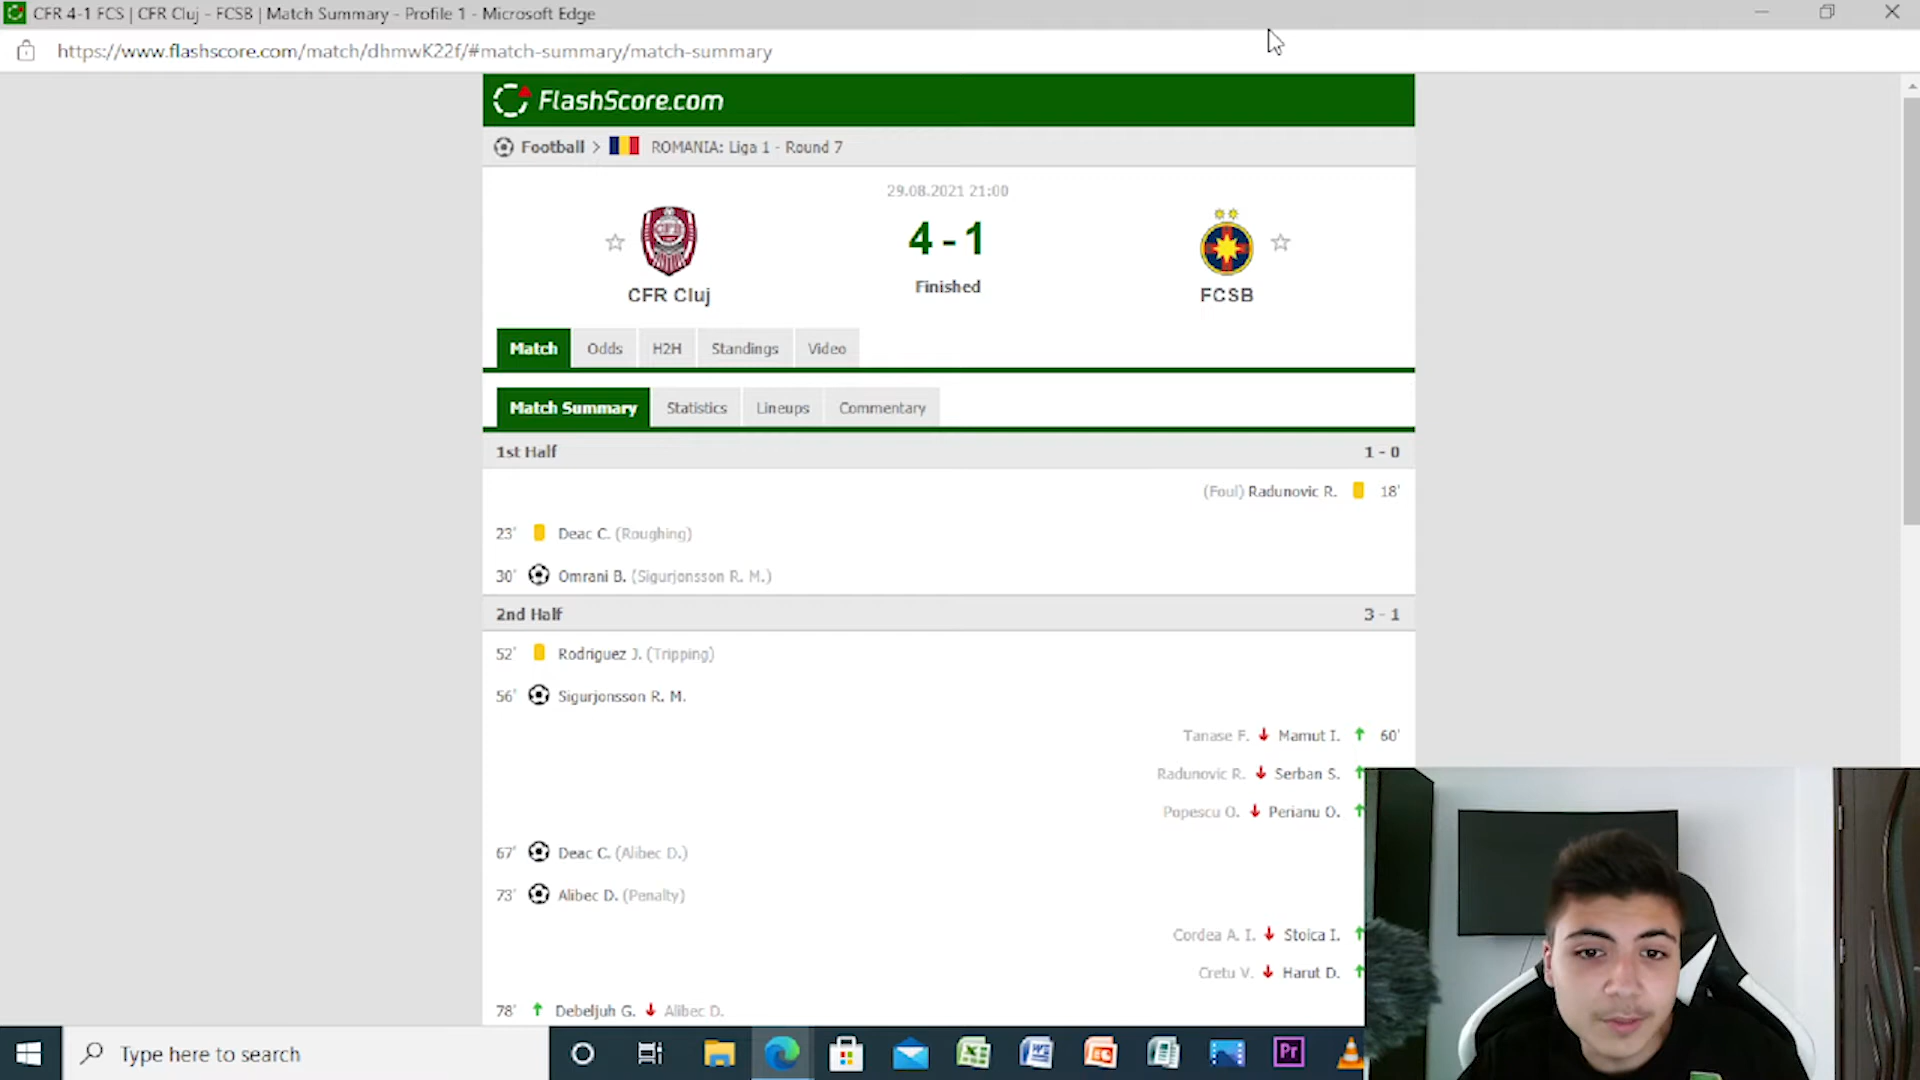 CFR 4-1 FCS | CFR Cluj - FCSB | Match Summary - Profile 1 - Microsoft Edge
https://www.flashscore.com/match/dhmwK22f/#match-summary/match-summary
FlashScore.com
Football > ROMANIA: Liga 1 - Round 7
29.08.2021 21:00
4 - 1
Finished
CFR Cluj
FCSB
Match Odds H2H Standings Video
Match Summary Statistics Lineups Commentary
1st Half 1 - 0
(Foul) Radunovic R. 18'
23' Deac C. (Roughing)
30' Omrani B. (Sigurjonsson R. M.)
2nd Half 3 - 1
52' Rodriguez J. (Tripping)
56' Sigurjonsson R. M.
Tanase F. Mamut I. 60'
Radunovic R. Serban S.
Popescu O. Perianu O.
67' Deac C. (Alibec D.)
73' Alibec D. (Penalty)
Cordea A. I. Stoica I.
Cretu V. Harut D.
78' Debeljuh G. Alibec D.
Type here to search
Pr